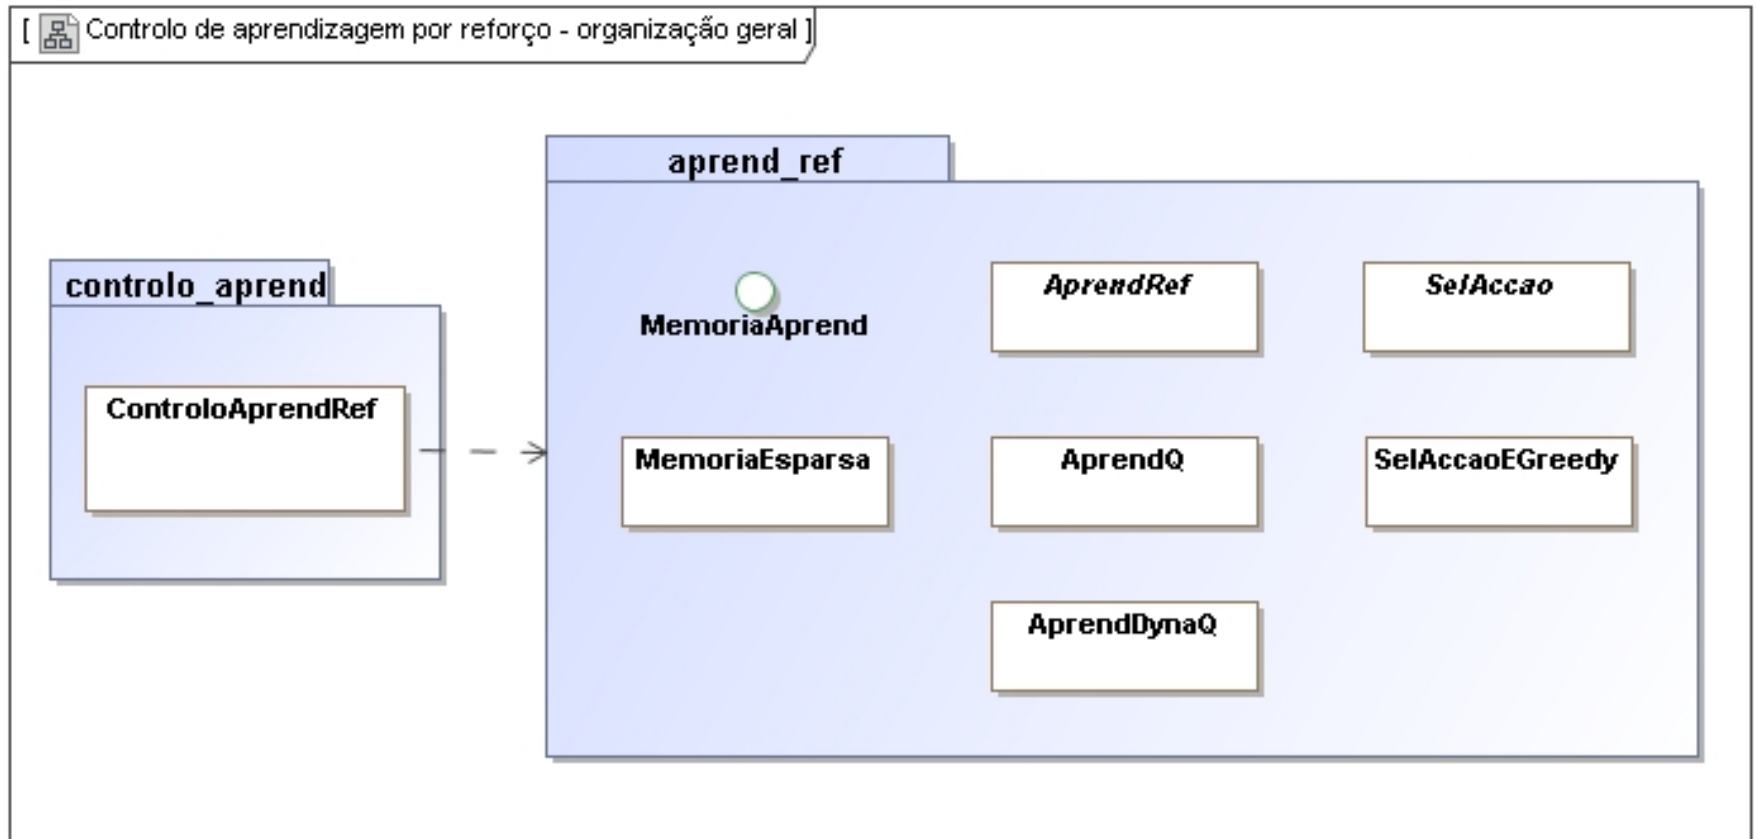 [ Controlo de aprendizagem por reforço - organização geral ]
aprend_ref
controlo_aprend
ControloAprendRef
MemoriaAprend
AprendRef
SelAccao
MemoriaEsparsa
AprendQ
SelAccaoEGreedy
AprendDynaQ